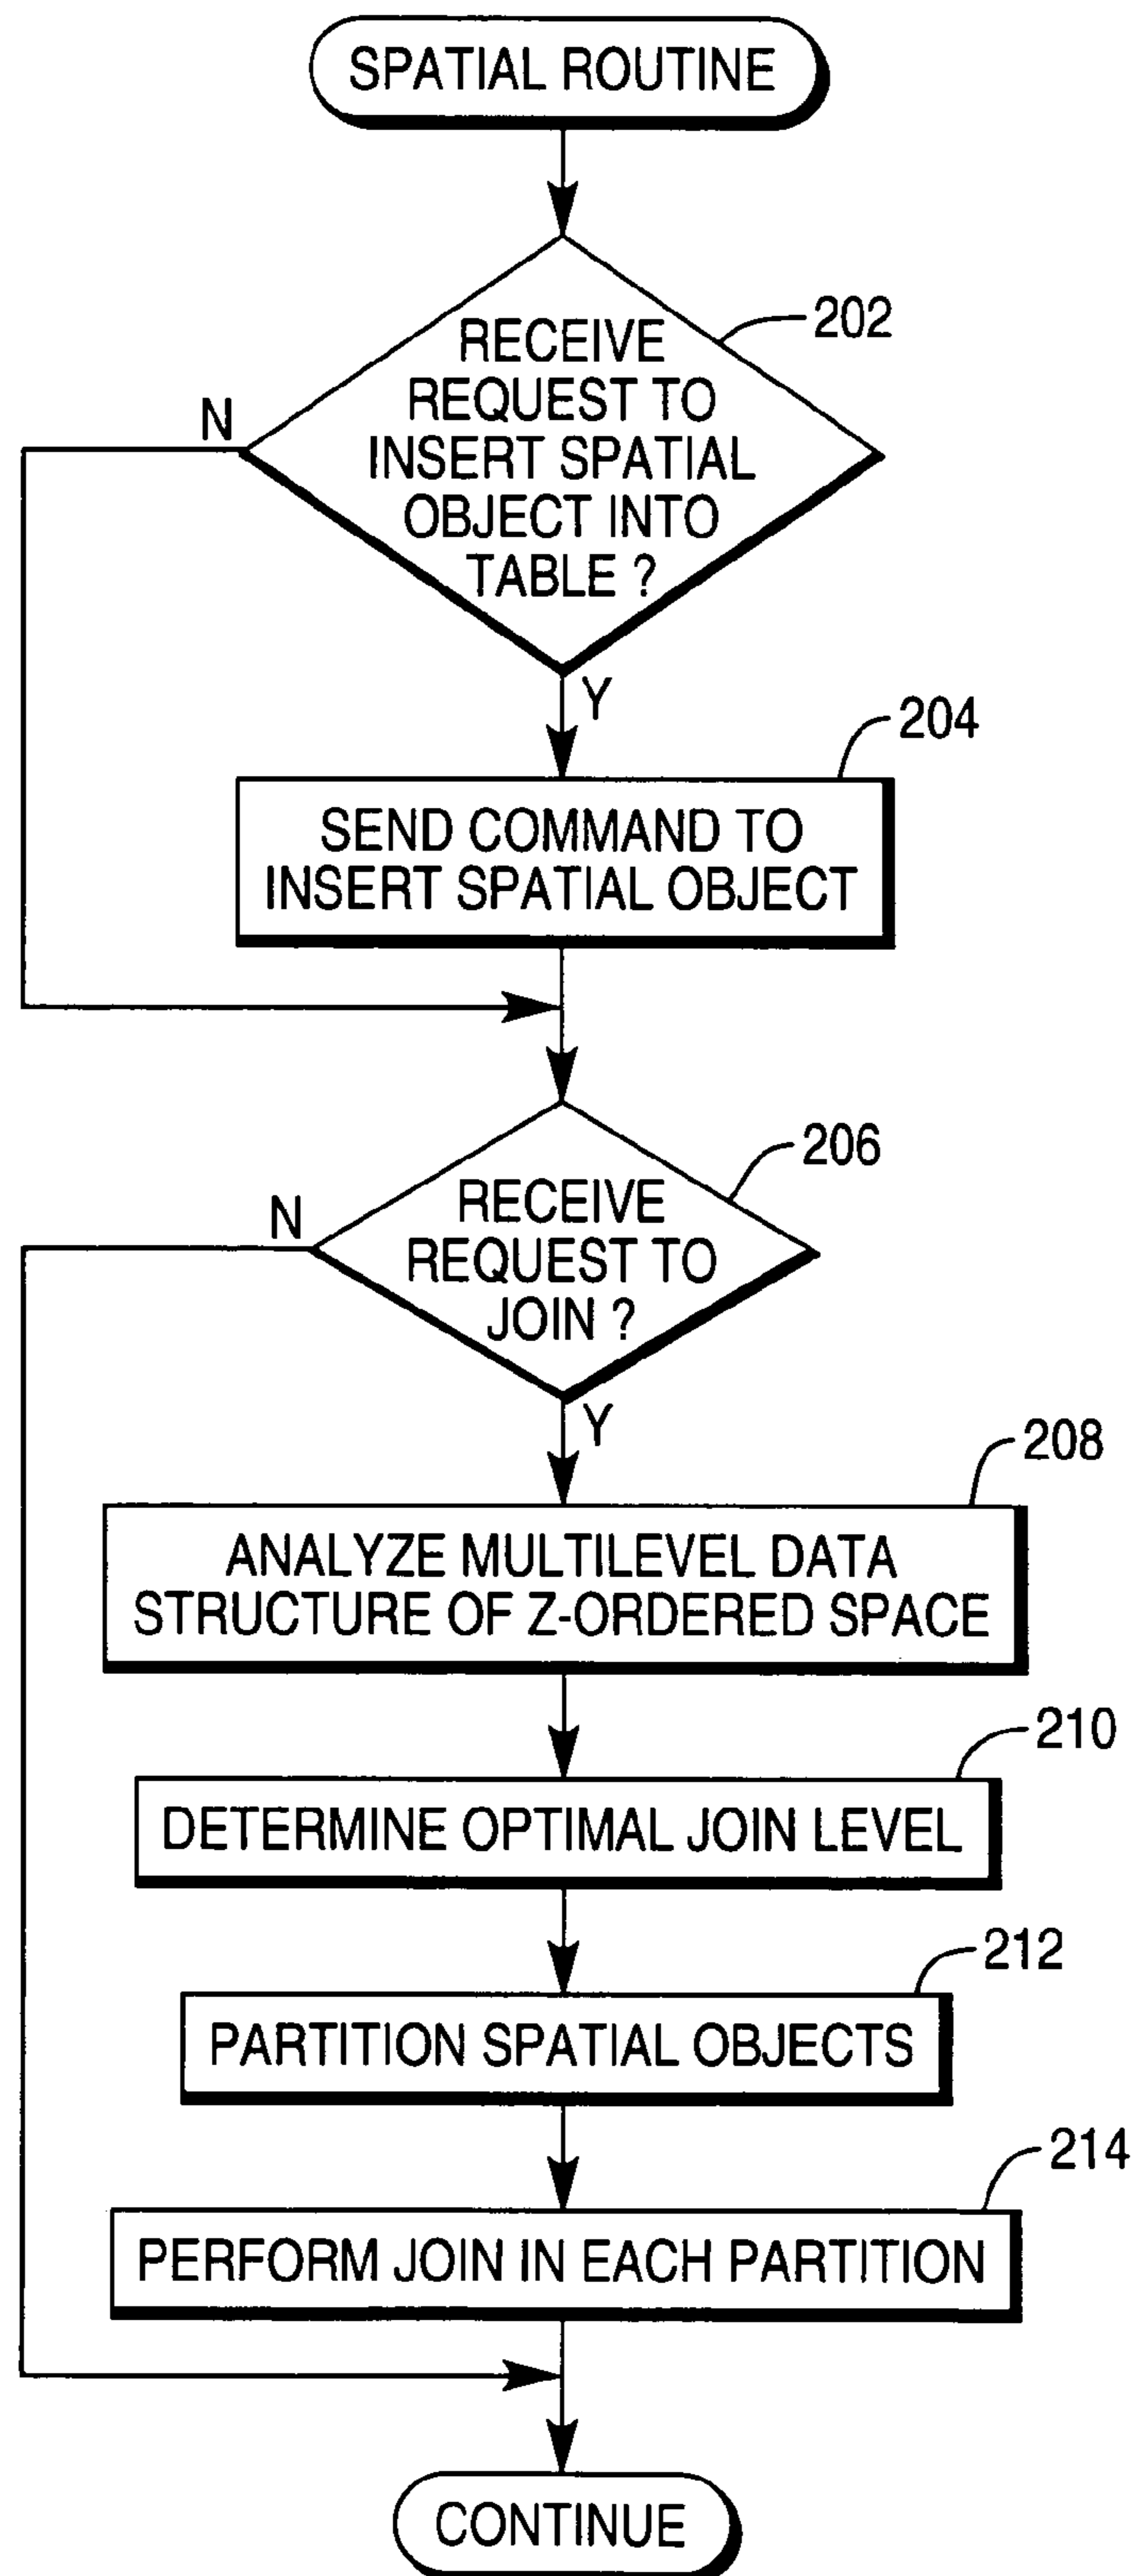 SPATIAL ROUTINE
202
RECEIVE
REQUEST TO
INSERT SPATIAL
OBJECT INTO
TABLE ?
N
Y
204
SEND COMMAND TO
INSERT SPATIAL OBJECT
206
RECEIVE
REQUEST TO
JOIN ?
N
Y
208
ANALYZE MULTILEVEL DATA
STRUCTURE OF Z-ORDERED SPACE
210
DETERMINE OPTIMAL JOIN LEVEL
212
PARTITION SPATIAL OBJECTS
214
PERFORM JOIN IN EACH PARTITION
CONTINUE